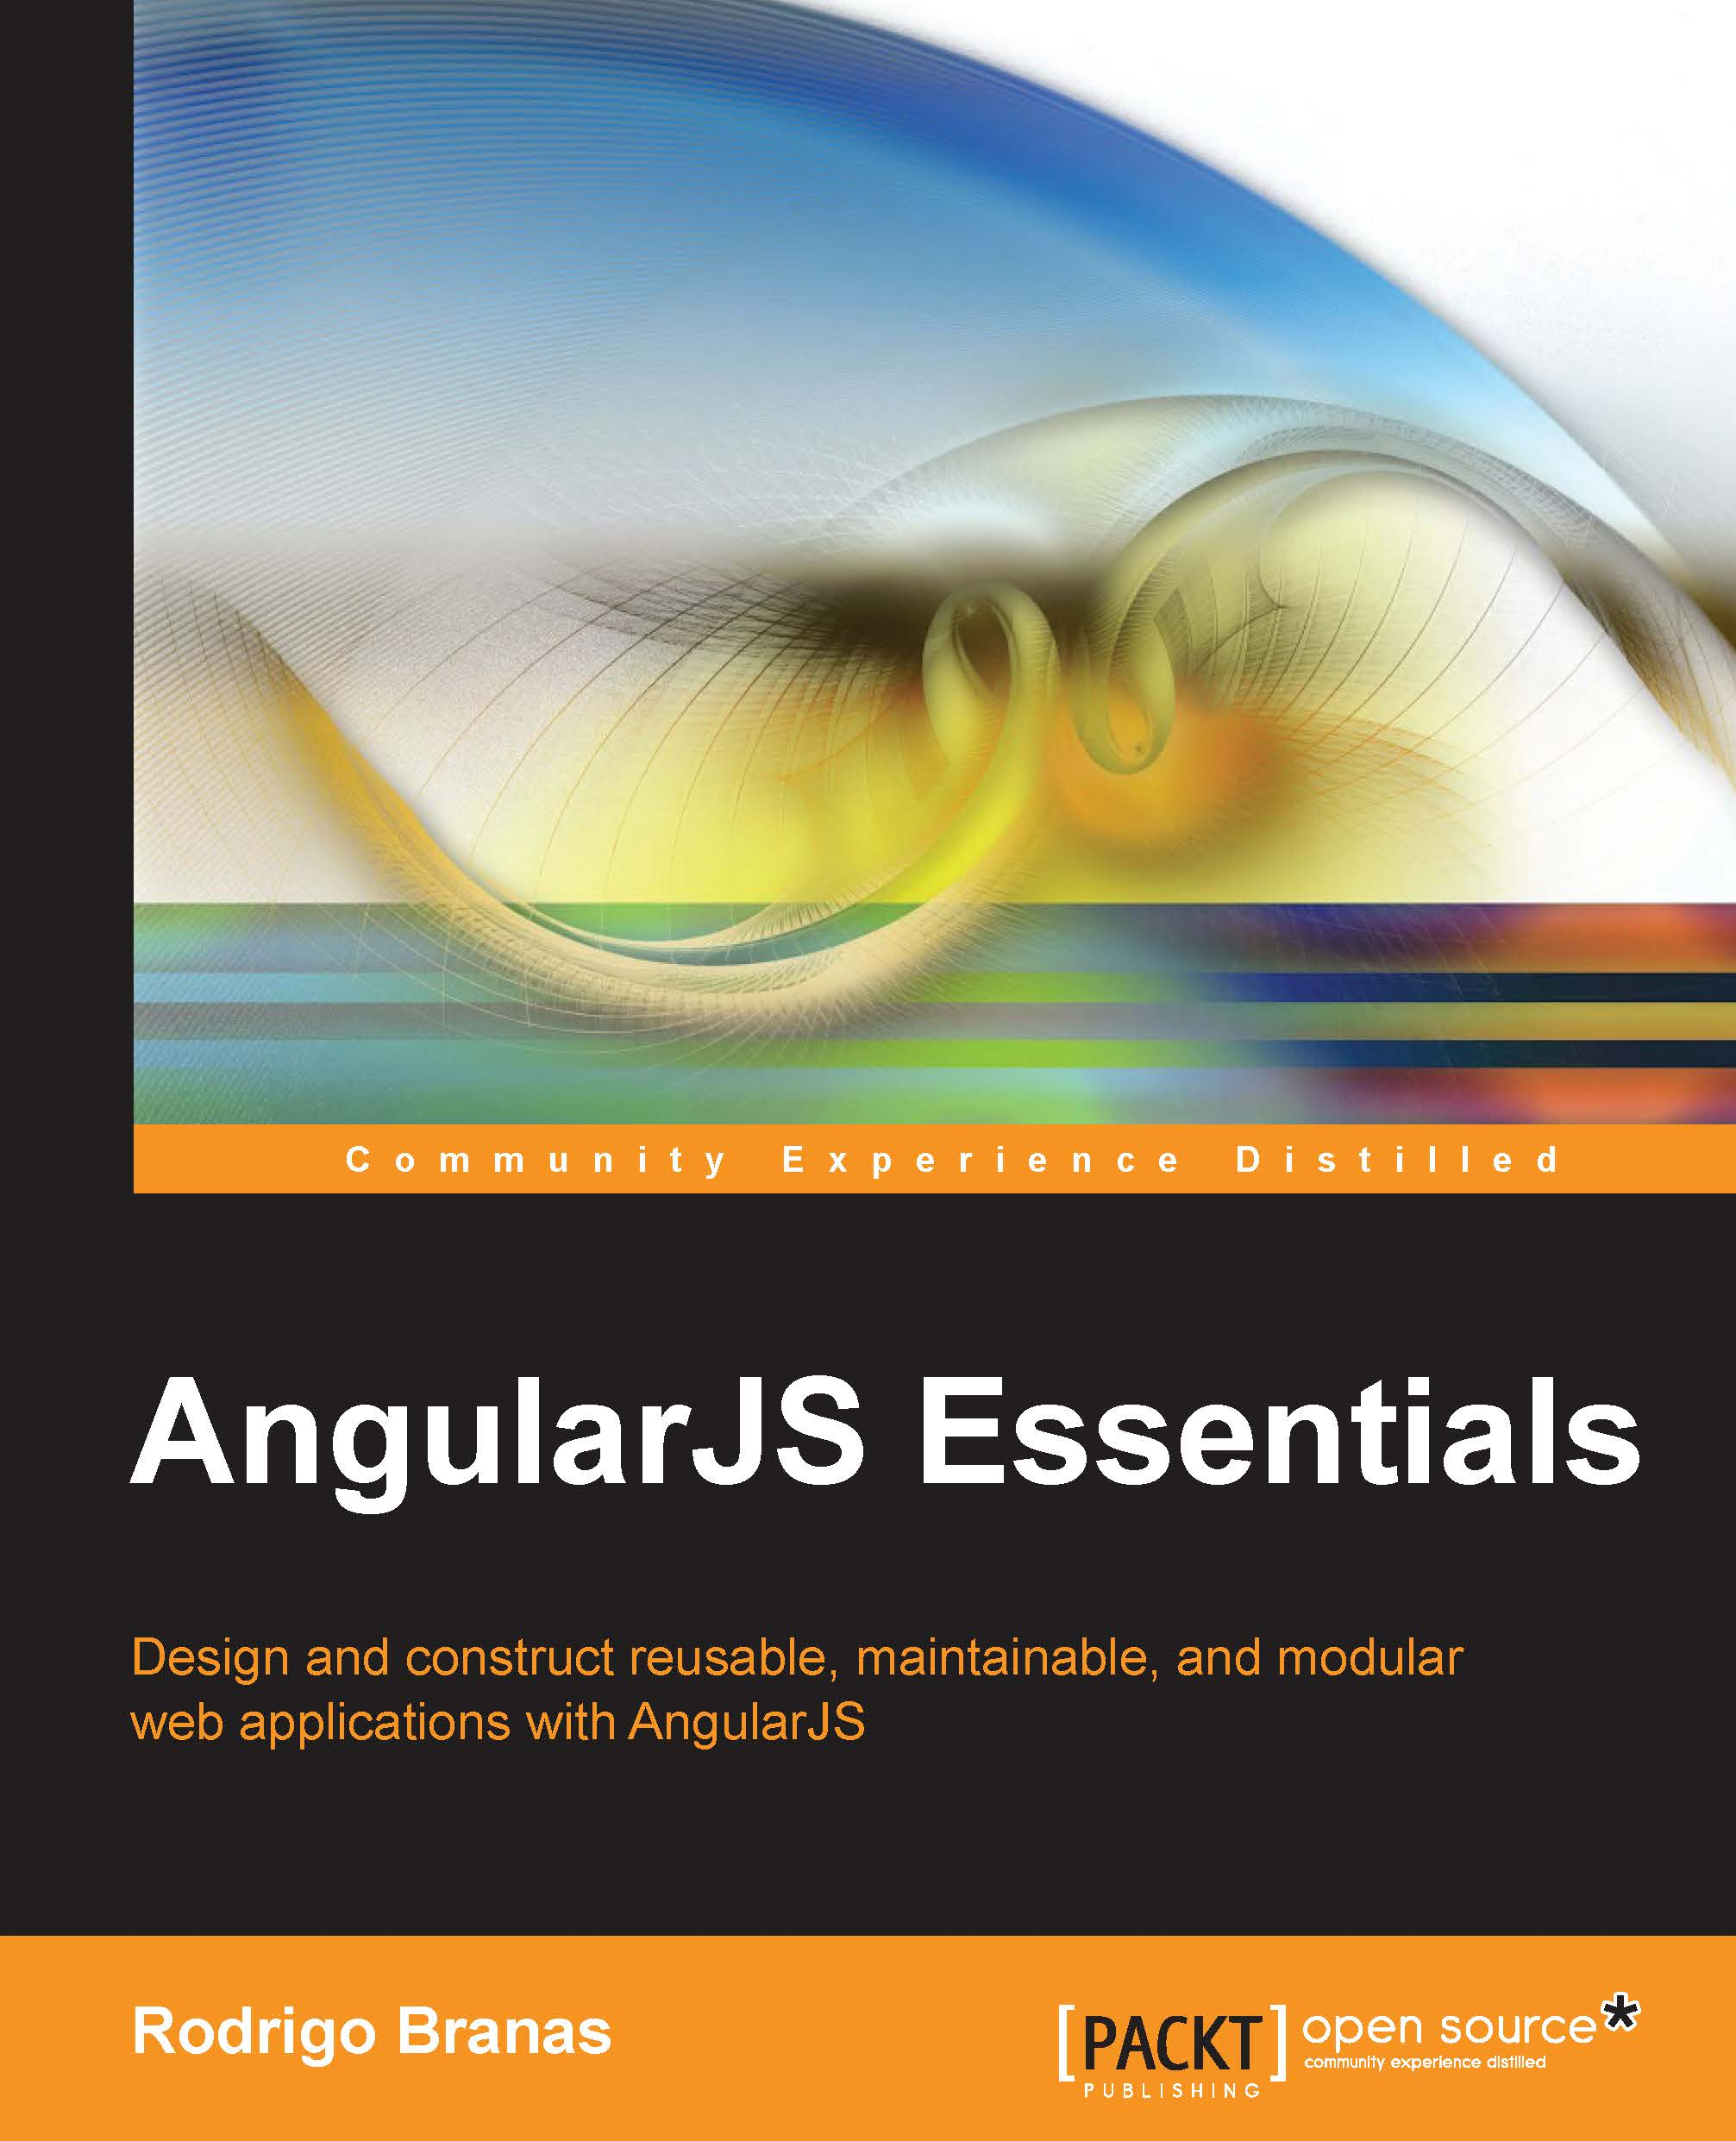 Community Experience Distilled
AngularJS Essentials
Design and construct reusable, maintainable, and modular
web applications with AngularJS
Rodrigo Branas
[PACKT] open source*
community experience distilled
PUBLISHING